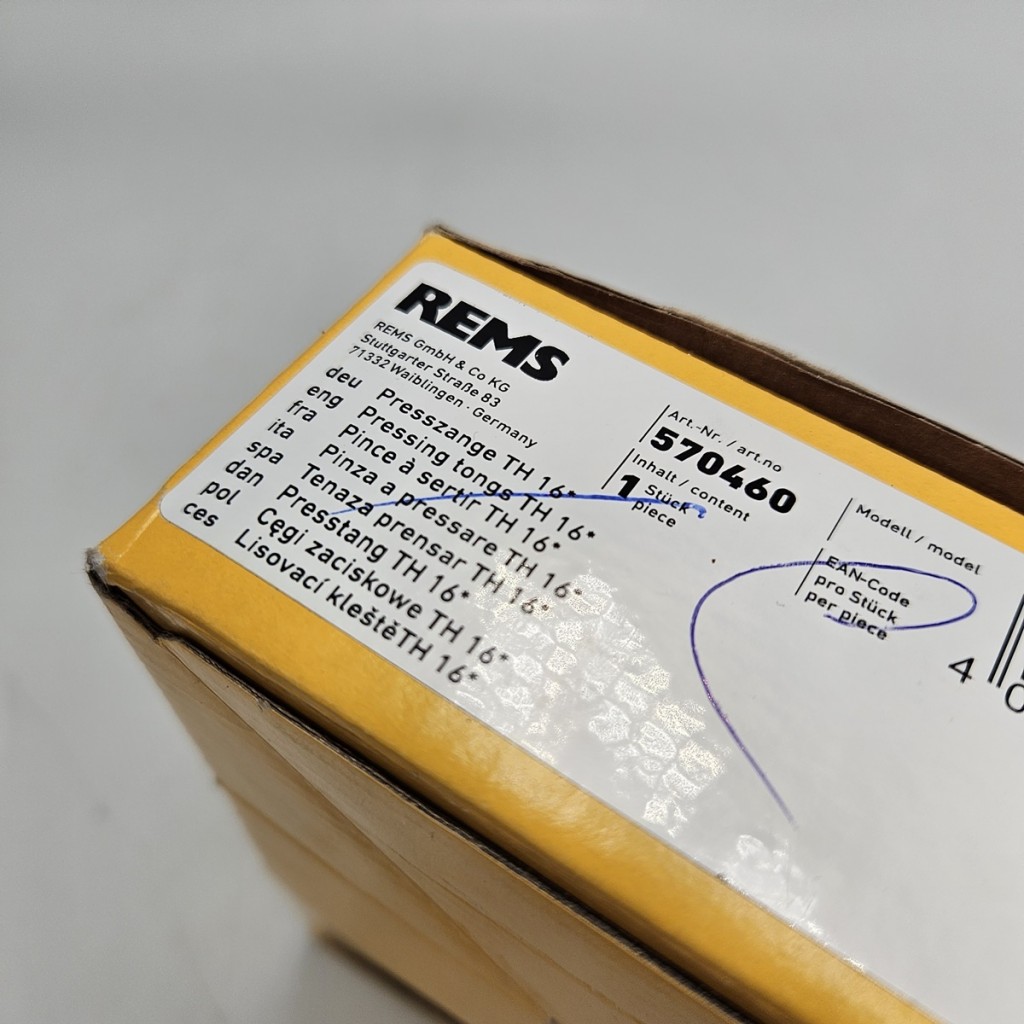 REMS
REMS GmbH & Co KG
Stuttgarter Straße 83
71332 Waiblingen · Germany
deu Presszange TH 16*
eng Pressing tongs TH 16*
fra Pince à sertir TH 16*
ita Pinza a pressare TH 16*
spa Tenaza prensar TH 16*
dan Presstang TH 16*
pol Cęgi zaciskowe TH 16*
ces Lisovací kleštěTH 16*
Art.-Nr. / art.no
570460
Inhalt / content
1 Stück
piece
Modell / model
EAN-Code
pro Stück
per piece
4 0